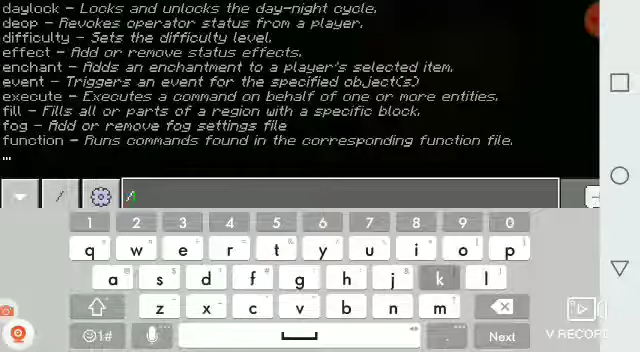 daylock - Locks and unlocks the day-night cycle.
deop - Revokes operator status from a player.
difficulty - Sets the difficulty level.
effect - Add or remove status effects.
enchant - Adds an enchantment to a player's selected item.
event - Triggers an event for the specified object(s)
execute - Executes a command on behalf of one or more entities.
fill - Fills all or parts of a region with a specific block.
fog - Add or remove fog settings file
function - Runs commands found in the corresponding function file.
...
/ /
1 2 3 4 5 6 7 8 9 0
q w e r t y u i o p
a s d f g h j k l
z x c v b n m
1# , . Next
V RECOR